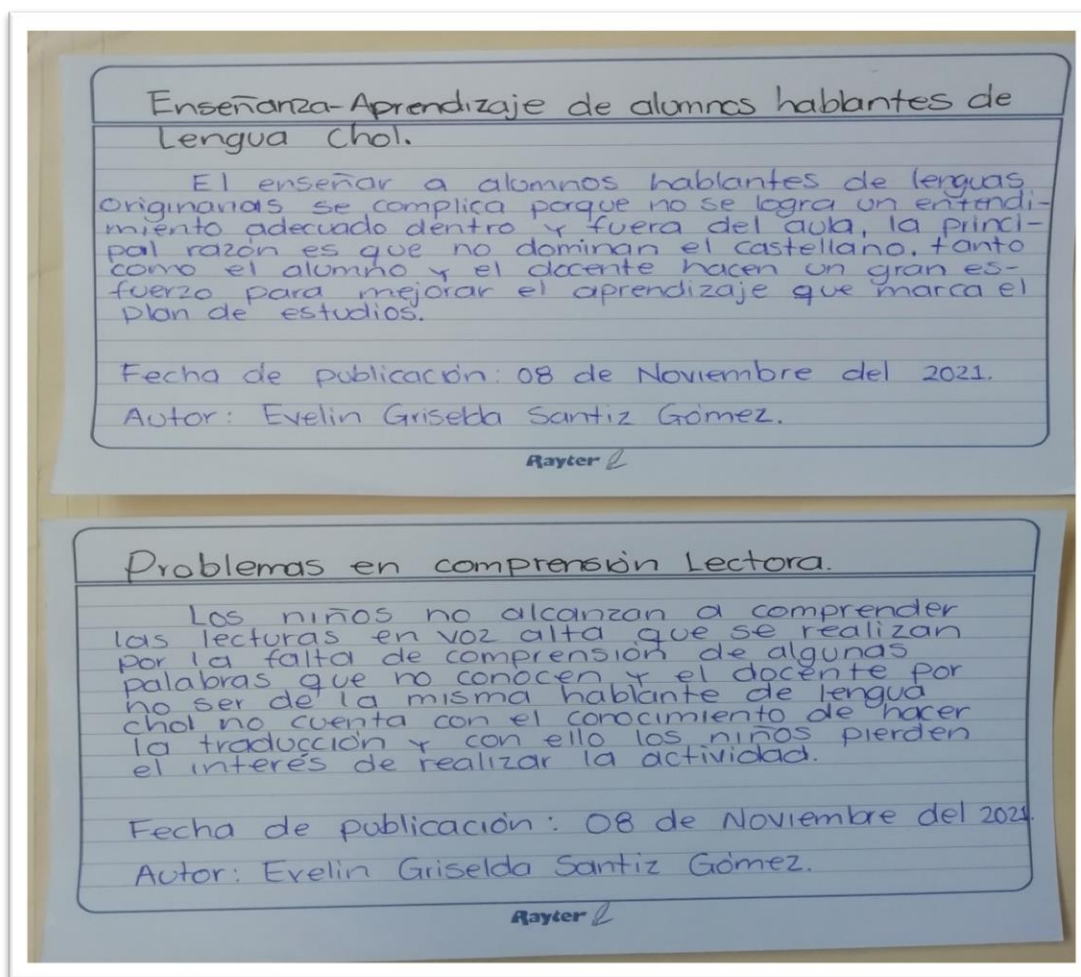 Enseñanza-Aprendizaje de alumnos hablantes de
Lengua Chol.
El enseñar a alumnos hablantes de lenguas
originarias se complica porque no se logra un entendi-
miento adecuado dentro y fuera del aula, la princi-
pal razón es que no dominan el castellano, tanto
como el alumno y el docente hacen un gran es-
fuerzo para mejorar el aprendizaje que marca el
plan de estudios.
Fecha de publicación: 08 de Noviembre del 2021.
Autor: Evelin Griselda Santiz Gómez.
Rayter
Problemas en comprensión Lectora.
Los niños no alcanzan a comprender
las lecturas en voz alta que se realizan
por la falta de comprensión de algunas
palabras que no conocen y el docente por
no ser de la misma hablante de lengua
chol no cuenta con el conocimiento de hacer
la traducción y con ello los niños pierden
el interés de realizar la actividad.
Fecha de publicación: 08 de Noviembre del 2021.
Autor: Evelin Griselda Santiz Gómez.
Rayter